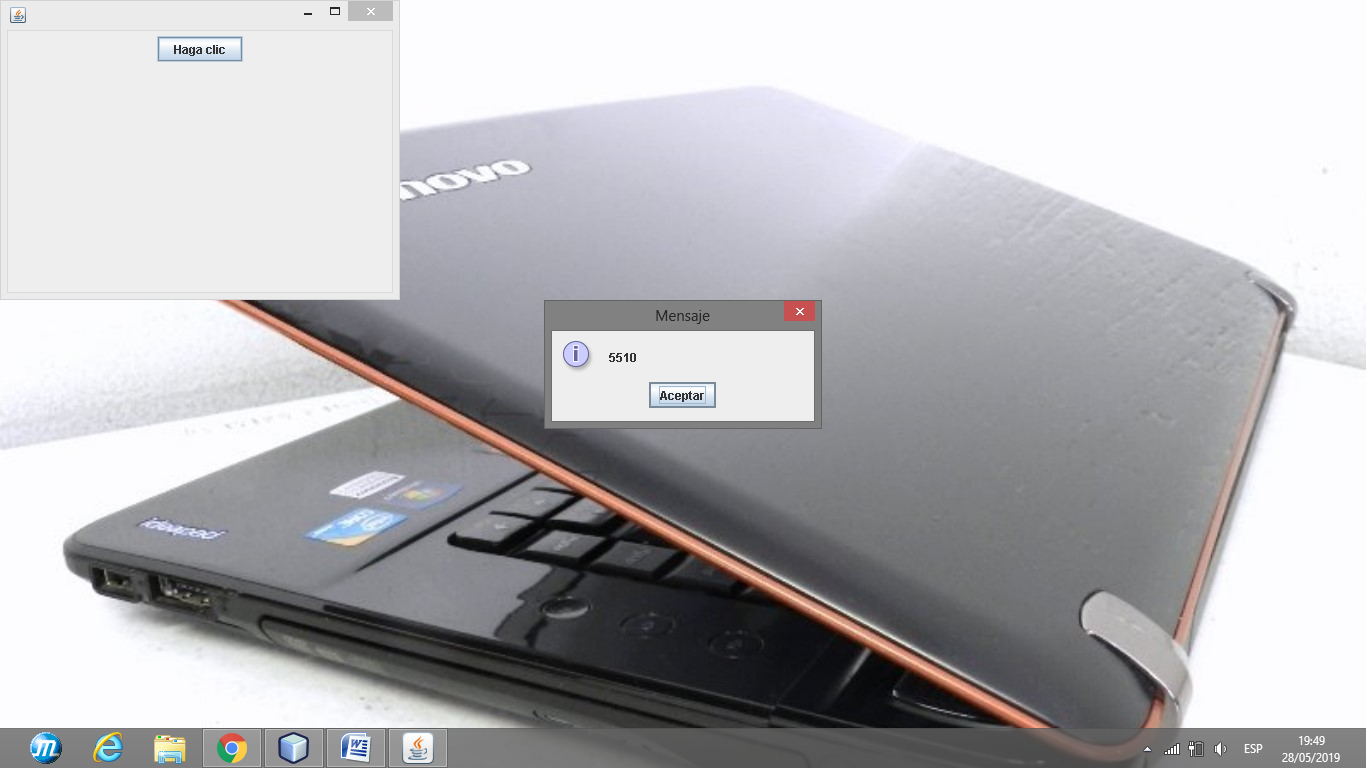 Haga clic
novo
Mensaje
5510
Aceptar
ideapad
ESP
19:49
28/05/2019